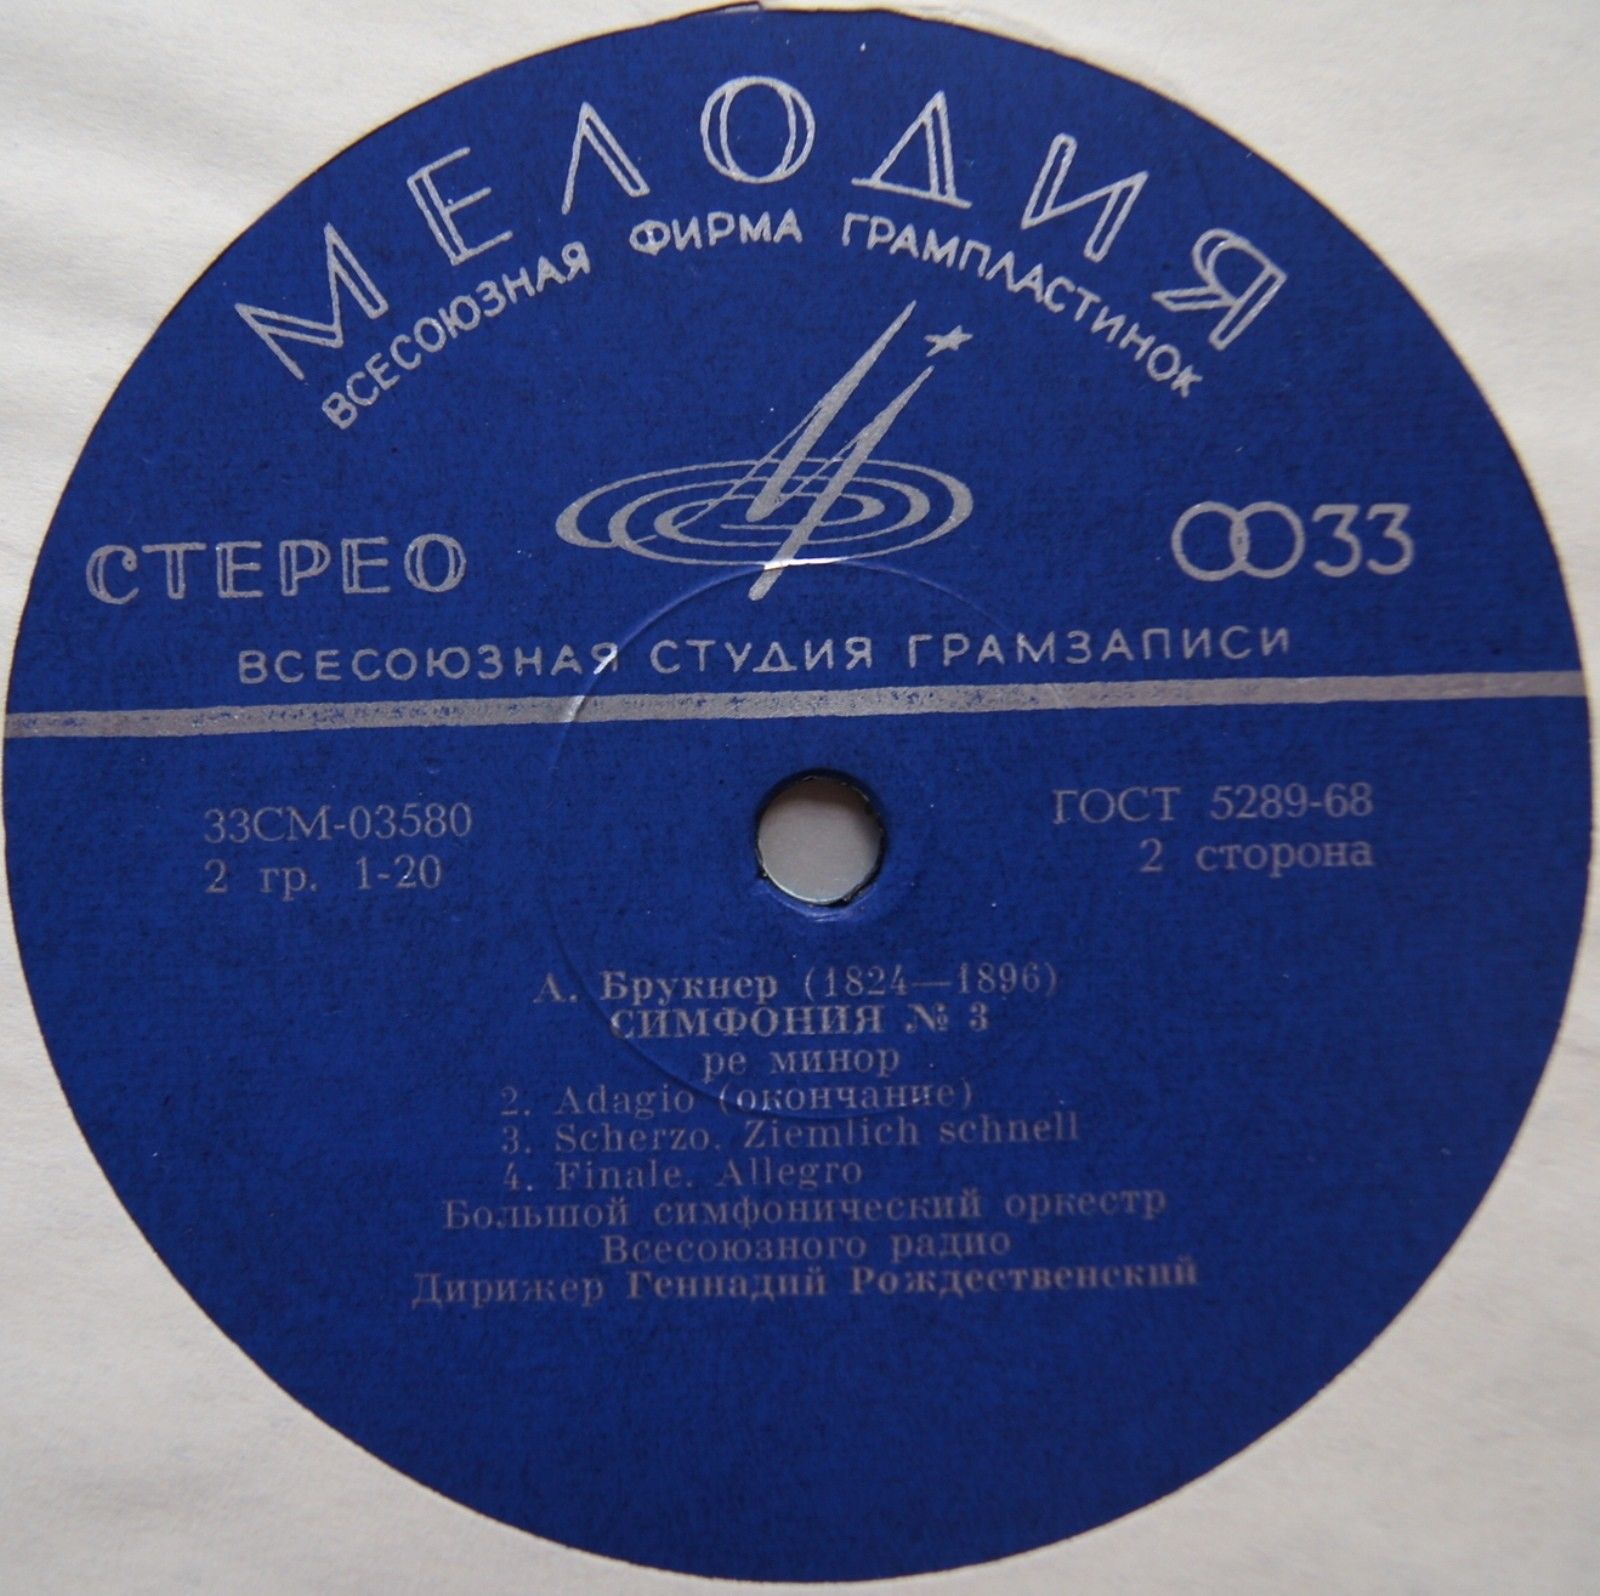 МЕЛОДИЯ
ВСЕСОЮЗНАЯ ФИРМА ГРАМПЛАСТИНОК
СТЕРЕО
33
ВСЕСОЮЗНАЯ СТУДИЯ ГРАМЗАПИСИ
33СМ-03580
2 гр. 1-20
ГОСТ 5289-68
2 сторона
А. Брукнер (1824—1896)
СИМФОНИЯ № 3
ре минор
2. Adagio (окончание)
3. Scherzo. Ziemlich schnell
4. Finale. Allegro
Большой симфонический оркестр
Всесоюзного радио
Дирижер Геннадий Рождественский